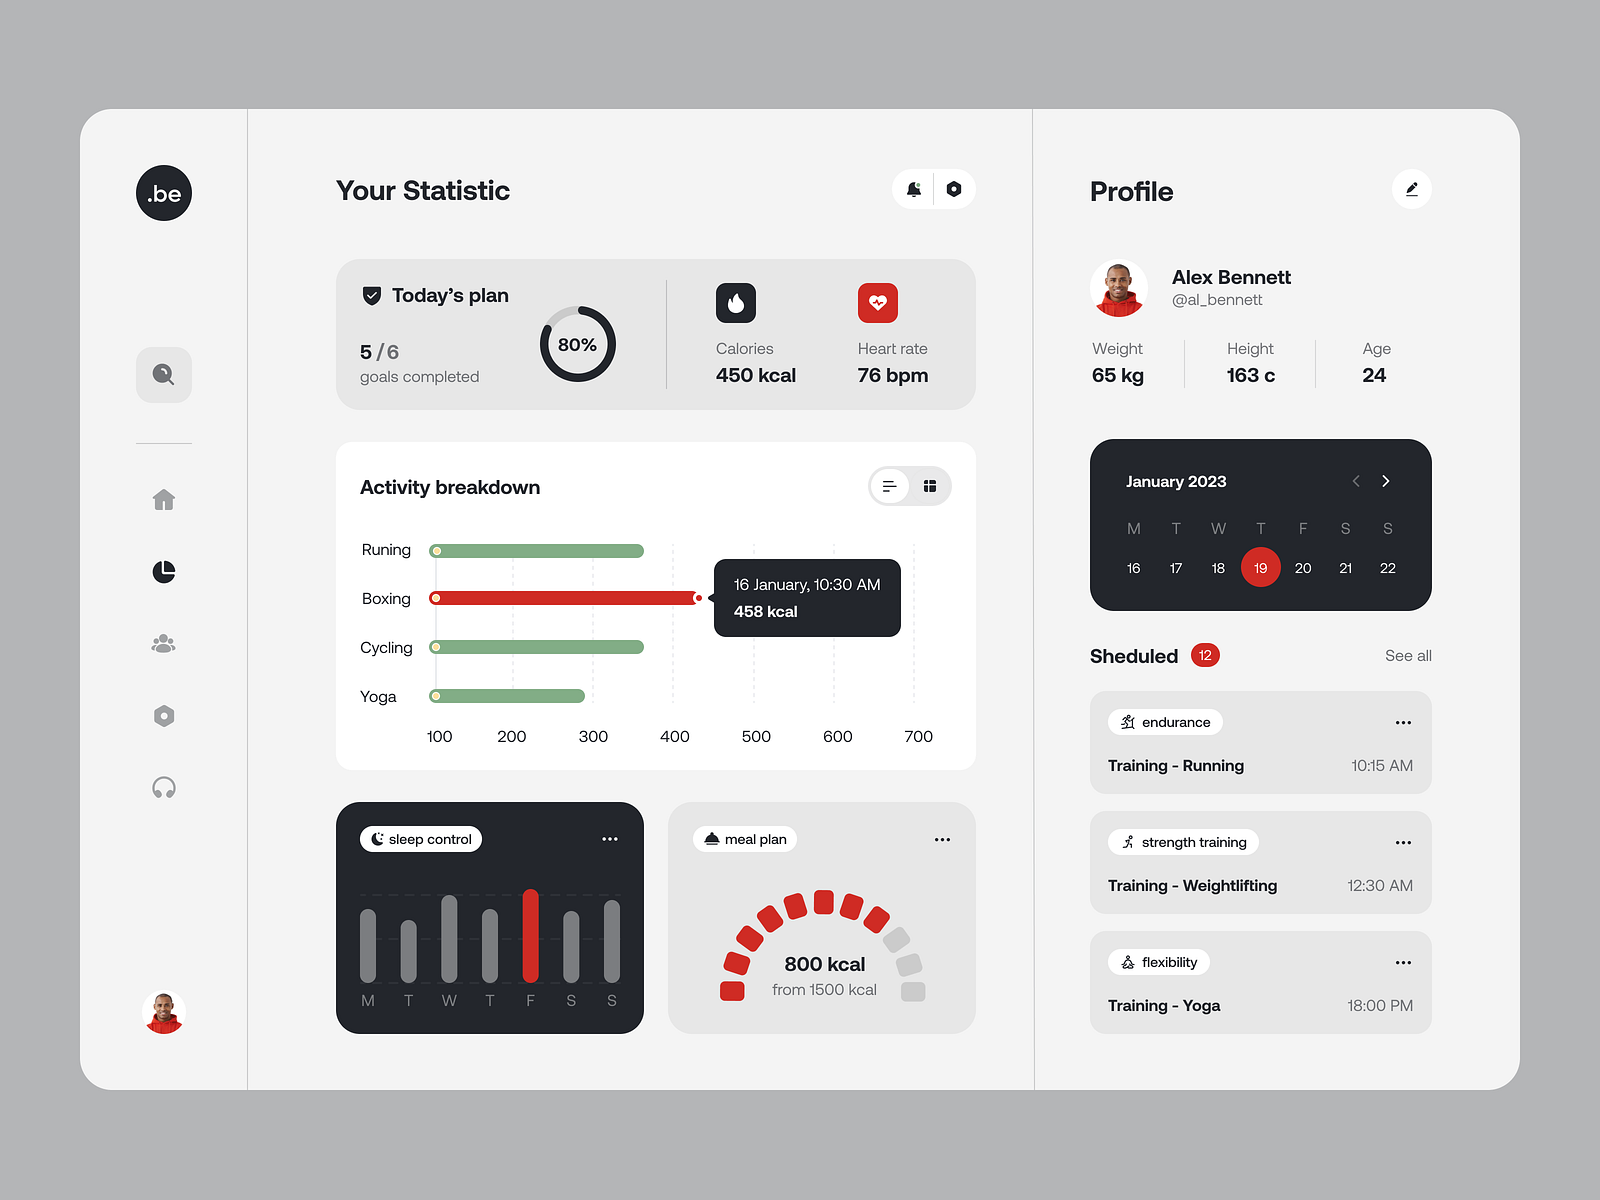 .be
Your Statistic
Today's plan
5 / 6
goals completed
80%
Calories
450 kcal
Heart rate
76 bpm
Activity breakdown
Runing
Boxing
Cycling
Yoga
16 January, 10:30 AM
458 kcal
100 200 300 400 500 600 700
sleep control
M T W T F S S
meal plan
800 kcal
from 1500 kcal
Profile
Alex Bennett
@al_bennett
Weight Height Age
65 kg 163 c 24
January 2023
M T W T F S S
16 17 18 19 20 21 22
Sheduled 12 See all
endurance
Training - Running 10:15 AM
strength training
Training - Weightlifting 12:30 AM
flexibility
Training - Yoga 18:00 PM